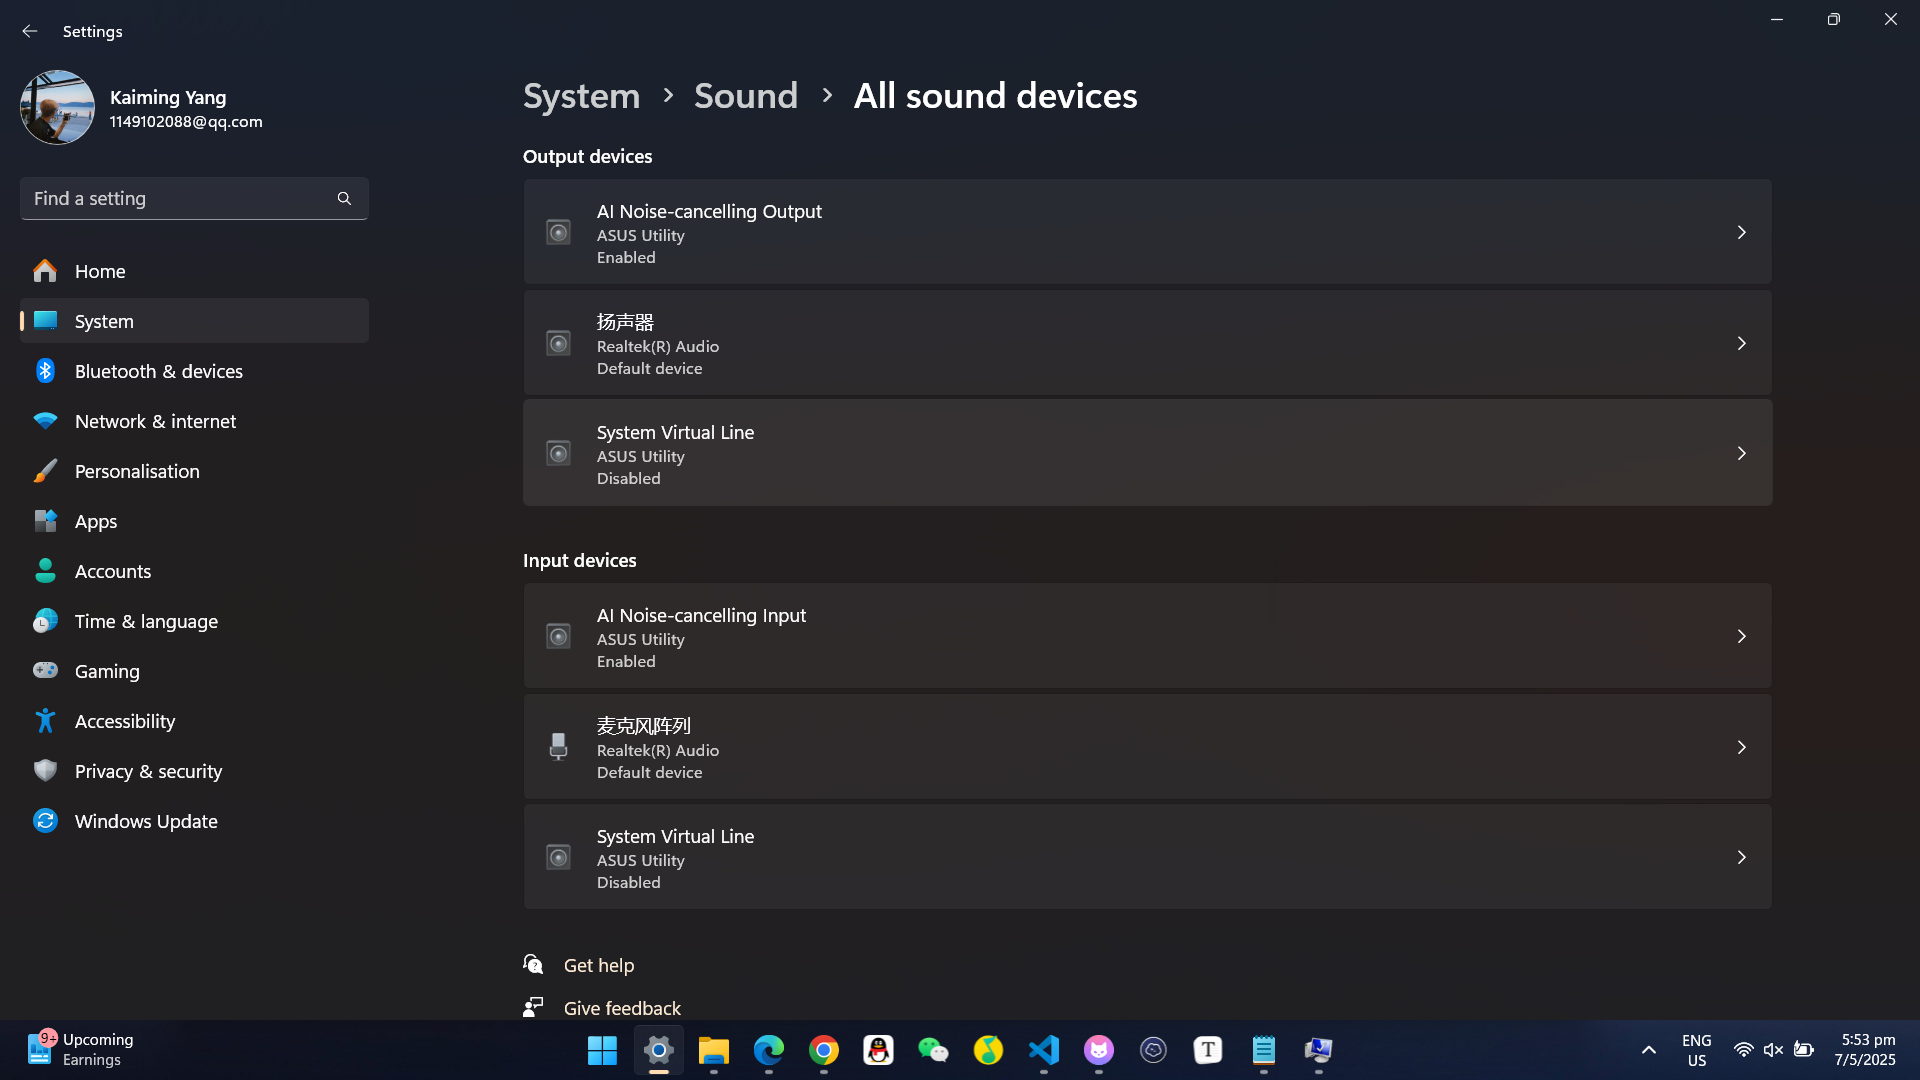 Settings
Kaiming Yang
1149102088@qq.com
Find a setting
Home
System
Bluetooth & devices
Network & internet
Personalisation
Apps
Accounts
Time & language
Gaming
Accessibility
Privacy & security
Windows Update
System > Sound > All sound devices
Output devices
AI Noise-cancelling Output
ASUS Utility
Enabled
扬声器
Realtek(R) Audio
Default device
System Virtual Line
ASUS Utility
Disabled
Input devices
AI Noise-cancelling Input
ASUS Utility
Enabled
麦克风阵列
Realtek(R) Audio
Default device
System Virtual Line
ASUS Utility
Disabled
Get help
Give feedback
9+
Upcoming
Earnings
T
ENG
US
5:53 pm
7/5/2025